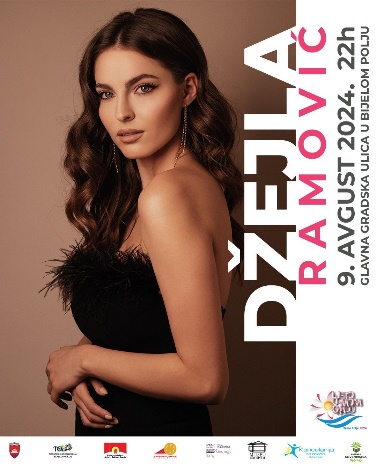 DŽEJLA
RAMOVIĆ
9. AVGUST 2024. 22h
GLAVNA GRADSKA ULICA U BIJELOM POLJU